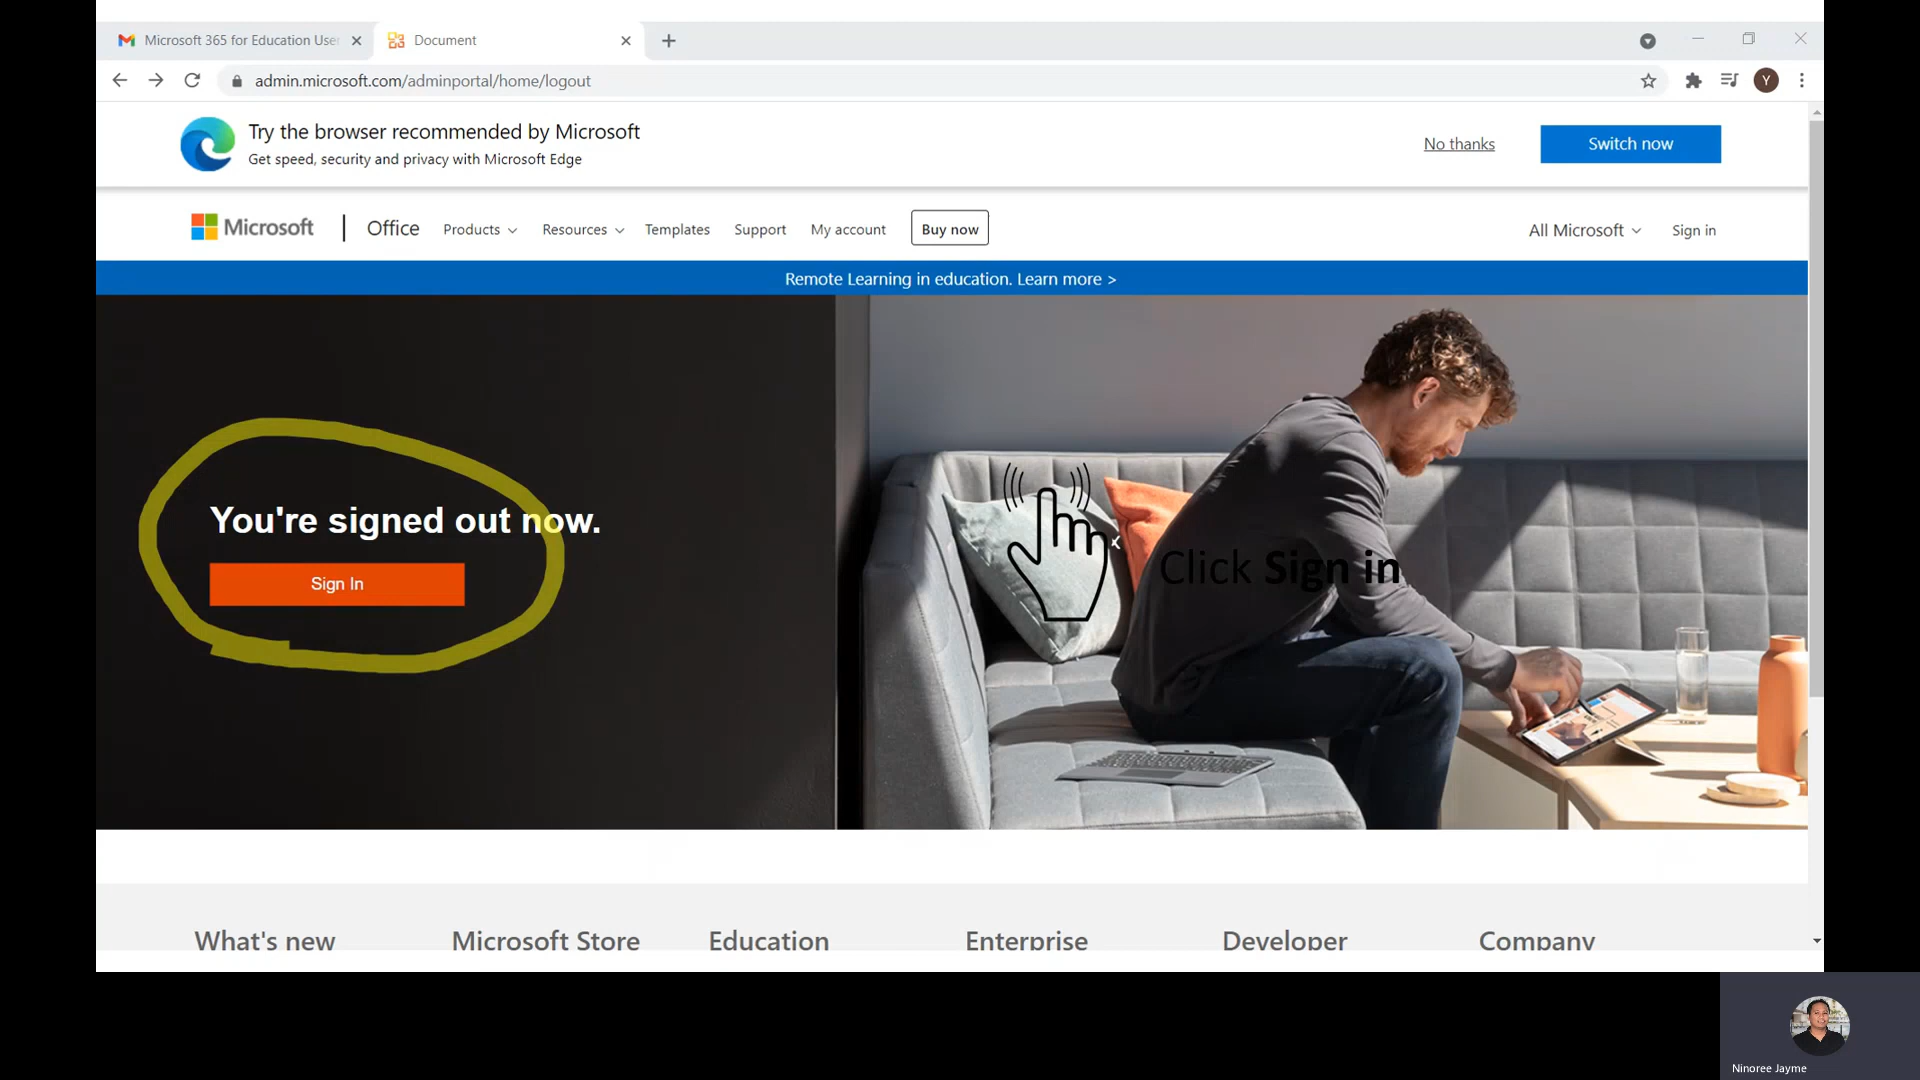 Microsoft 365 for Education User
Document
admin.microsoft.com/adminportal/home/logout
Y
Try the browser recommended by Microsoft
Get speed, security and privacy with Microsoft Edge
No thanks
Switch now
Microsoft
Office
Products
Resources
Templates
Support
My account
Buy now
All Microsoft
Sign in
Remote Learning in education. Learn more >
You're signed out now.
Sign In
Click Sign in
What's new
Microsoft Store
Education
Enterprise
Developer
Company
Ninoree Jayme